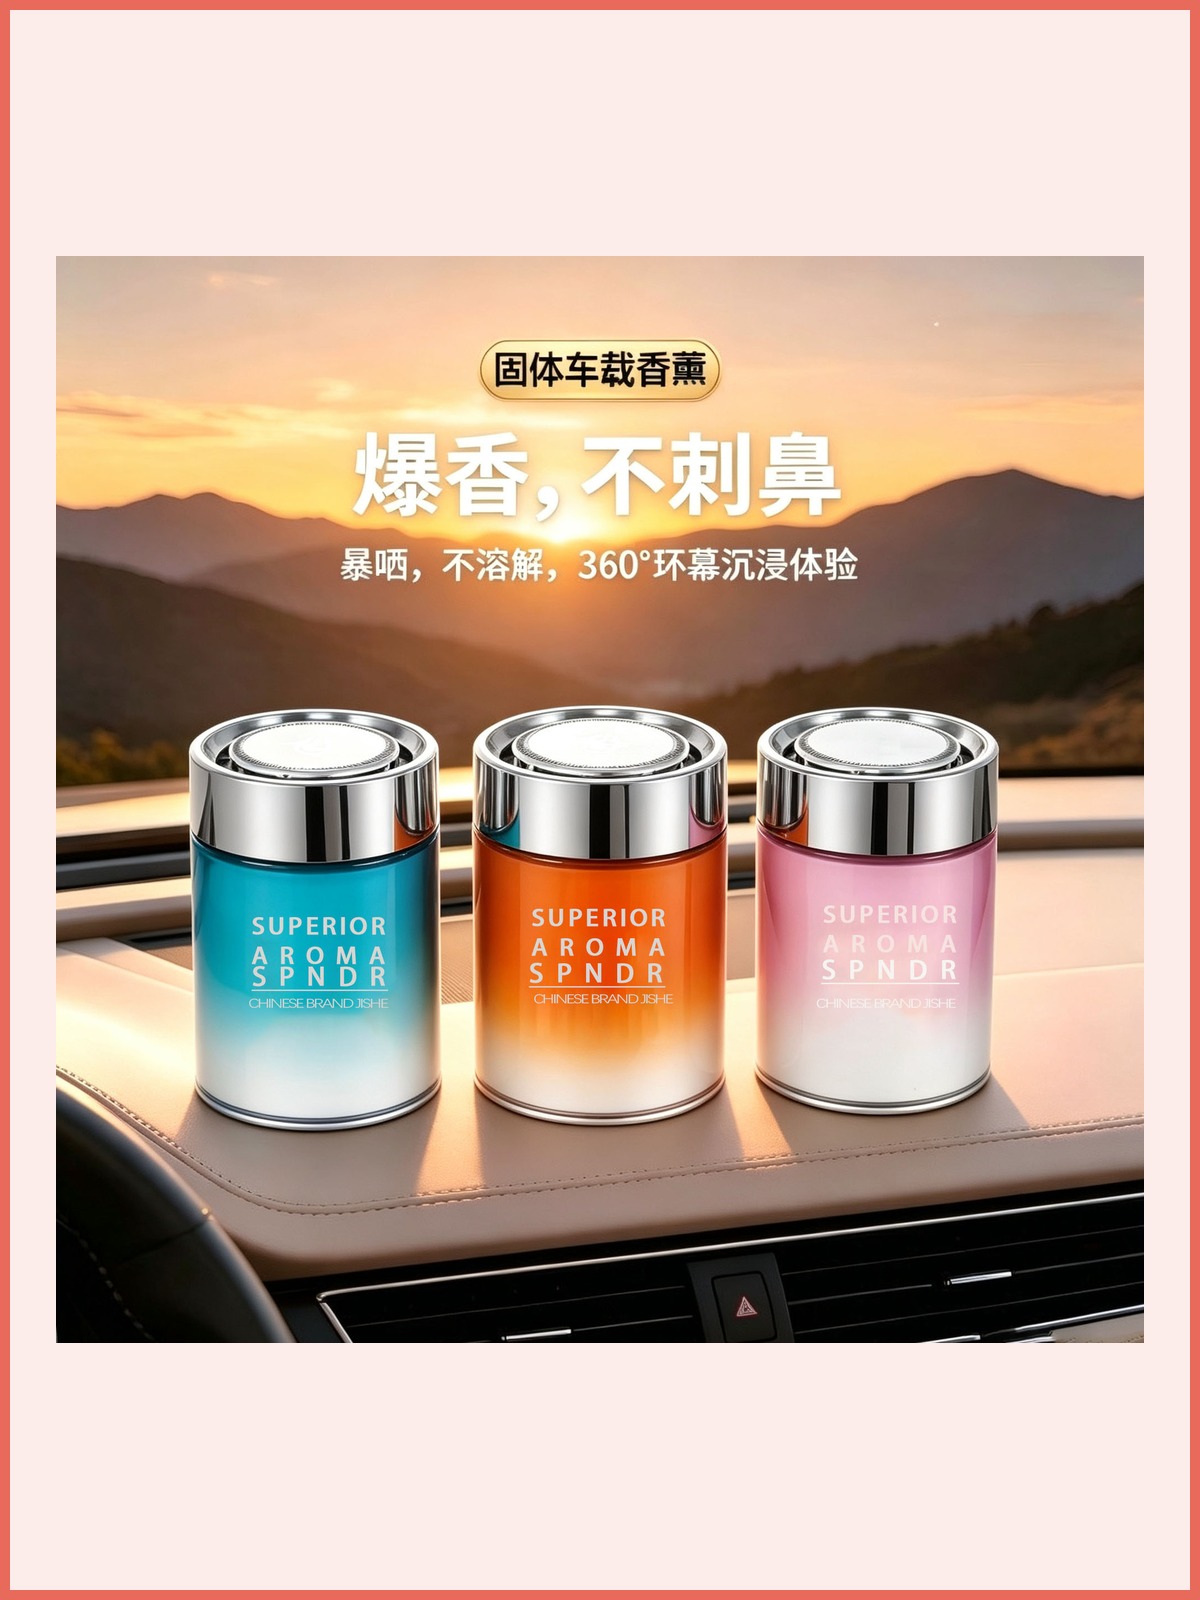 固体车载香薰
爆香，不刺鼻
暴晒，不溶解，360°环幕沉浸体验
SUPERIOR
AROMA
SPNDR
CHINESE BRAND JISHE
SUPERIOR
AROMA
SPNDR
CHINESE BRAND JISHE
SUPERIOR
AROMA
SPNDR
CHINESE BRAND JISHE